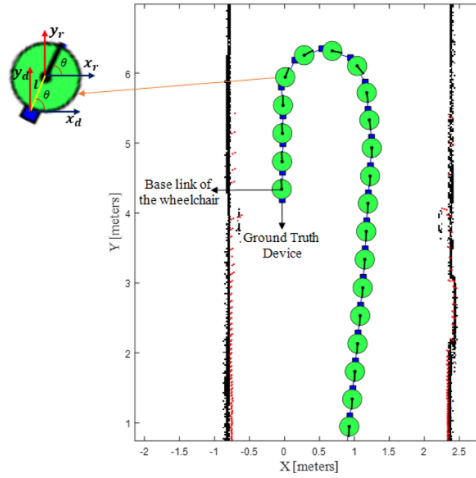 y_r
y_d
x_r
θ
l
θ
x_d
Base link of
the wheelchair
Ground Truth
Device
Y [meters]
6
5
4
3
2
1
-2
-1.5
-1
-0.5
0
0.5
1
1.5
2
2.5
X [meters]